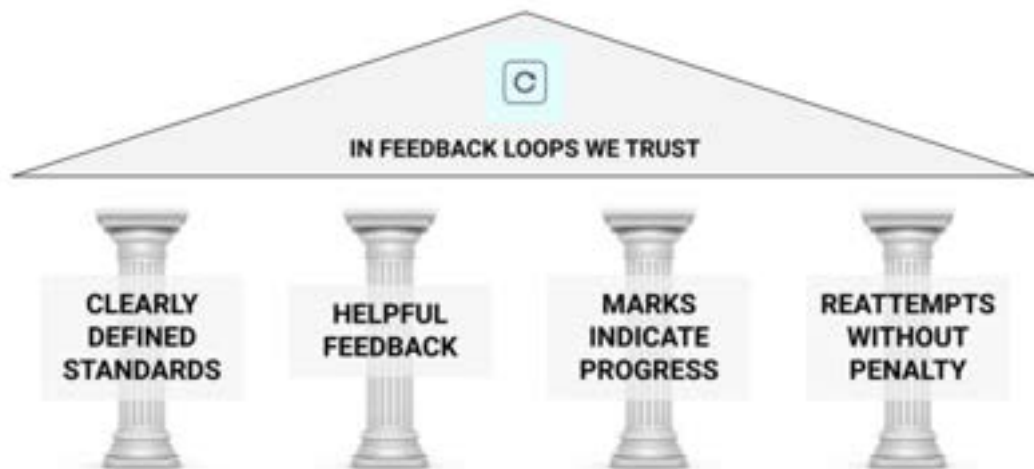 IN FEEDBACK LOOPS WE TRUST
CLEARLY
DEFINED
STANDARDS
HELPFUL
FEEDBACK
MARKS
INDICATE
PROGRESS
REATTEMPTS
WITHOUT
PENALTY